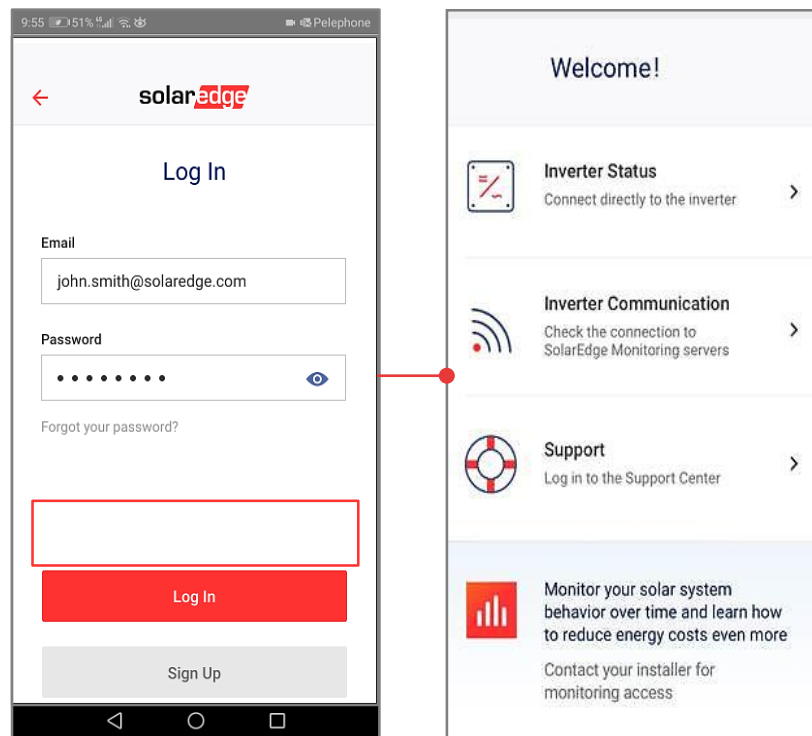 9:55 51% Pelephone
solaredge
Log In
Email
john.smith@solaredge.com
Password
Forgot your password?
Log In
Sign Up
Welcome!
Inverter Status
Connect directly to the inverter
Inverter Communication
Check the connection to
SolarEdge Monitoring servers
Support
Log in to the Support Center
Monitor your solar system
behavior over time and learn how
to reduce energy costs even more
Contact your installer for
monitoring access